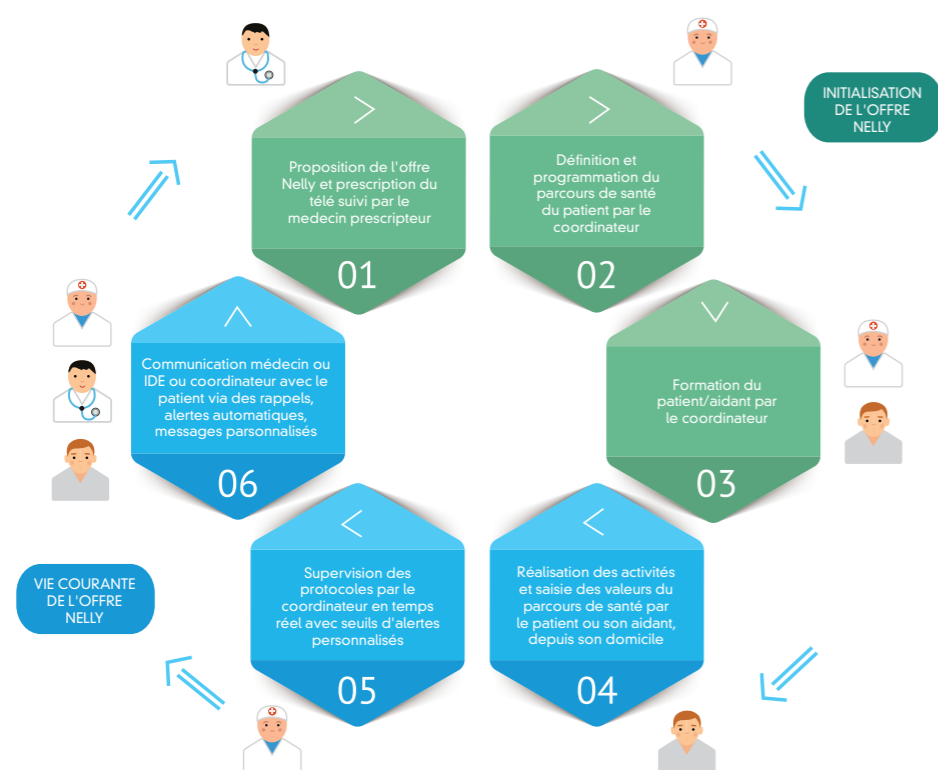 INITIALISATION
DE L'OFFRE
NELLY
Proposition de l'offre
Nelly et prescription du
télé suivi par le
medecin prescripteur
01
Définition et
programmation du
parcours de santé
du patient par le
coordinateur
02
Formation du
patient/aidant par
le coordinateur
03
Réalisation des activités
et saisie des valeurs du
parcours de santé par
le patient ou son aidant,
depuis son domicile
04
Supervision des
protocoles par le
coordinateur en temps
réel avec seuils d'alertes
personnalisés
05
Communication médecin ou
IDE ou coordinateur avec le
patient via des rappels,
alertes automatiques,
messages parsonnalisés
06
VIE COURANTE
DE L'OFFRE
NELLY